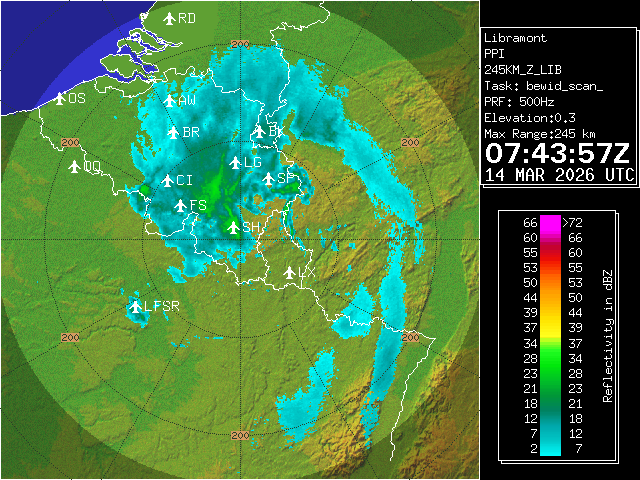 RD
200
OS
AW
BR
BK
200
200
QQ
LG
CI
SP
FS
SH
LX
LFSR
200
200
200
Libramont
PPI
245KM_Z_LIB
Task: bewid_scan_
PRF: 500Hz
Elevation:0.3
Max Range:245 km
07:43:57Z
14 MAR 2026 UTC
66 >72
60 66
55 60
53 55
50 53
44 50
39 44
37 39
34 37
28 34
23 28
21 23
18 21
12 18
7 12
2 7
Reflectivity in dBZ